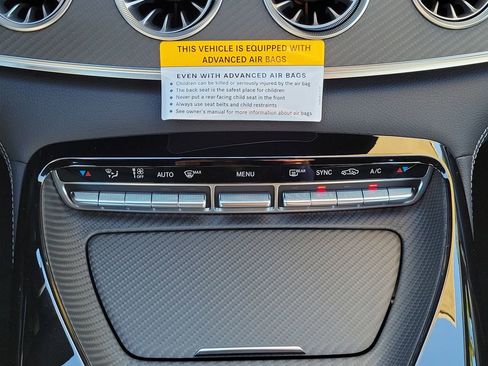 THIS VEHICLE IS EQUIPPED WITH
ADVANCED AIR BAGS
EVEN WITH ADVANCED AIR BAGS
• Children can be killed or seriously injured by the air bag
• The back seat is the safest place for children
• Never put a rear facing child seat in the front
• Always use seat belts and child restraints
• See owner's manual for more information about air bags
OFF AUTO MAX MENU REAR SYNC A/C